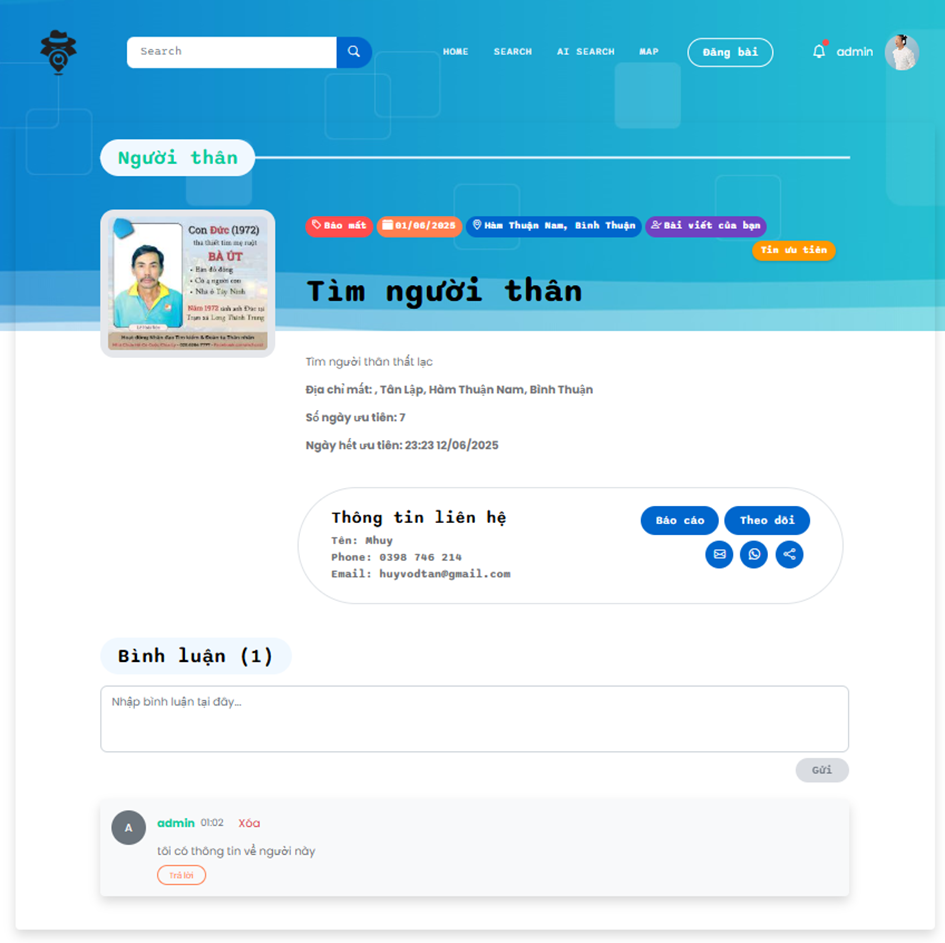 Search
HOME SEARCH AI SEARCH MAP Đăng bài admin
Người thân
Con Đức (1972)
tha thiết tìm mẹ ruột
BÀ ÚT
• Bán đồ đồng
• Có 4 người con
• Nhà ở Tây Ninh
Năm 1972 sinh anh Đức tại
Trạm xá Long Thành Trung
Báo mất 01/06/2025 Hàm Thuận Nam, Bình Thuận Bài viết của bạn
Tin ưu tiên
Tìm người thân
Tìm người thân thất lạc
Địa chỉ mất: , Tân Lập, Hàm Thuận Nam, Bình Thuận
Số ngày ưu tiên: 7
Ngày hết ưu tiên: 23:23 12/06/2025
Thông tin liên hệ
Báo cáo Theo dõi
Tên: Mhuy
Phone: 0398 746 214
Email: huyvodtan@gmail.com
Bình luận (1)
Nhập bình luận tại đây...
Gửi
A admin 01:02 Xóa
tôi có thông tin về người này
Trả lời